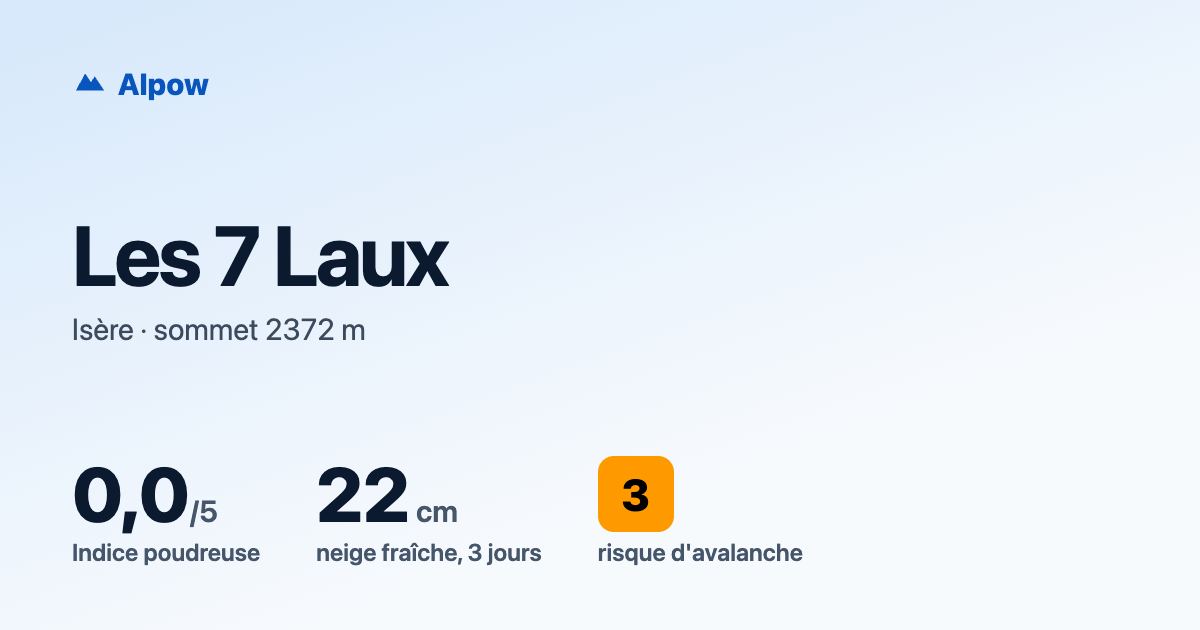 Alpow
Les 7 Laux
Isère · sommet 2372 m
0,0/5
Indice poudreuse
22 cm
neige fraîche, 3 jours
3
risque d'avalanche